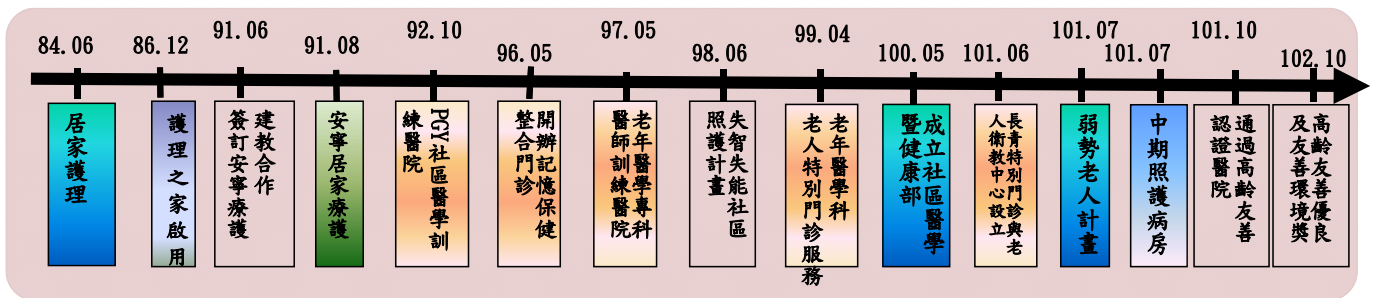 84.06
86.12
91.06
91.08
92.10
96.05
97.05
98.06
99.04
100.05
101.06
101.07
101.07
101.10
102.10
居家護理
護理之家啟用
建教合作
簽訂安寧療護
安寧居家療護
PGY社區醫學訓
練醫院
開辦記憶保健
整合門診
老年醫學專科
醫師訓練醫院
失智失能社區
照護計畫
老年醫學科
老人特別門診服務
成立社區醫學
暨健康部
長青特別門診與老
人衛教中心設立
弱勢老人計畫
中期照護病房
通過高齡友善
認證醫院
高齡友善優良
及友善環境獎